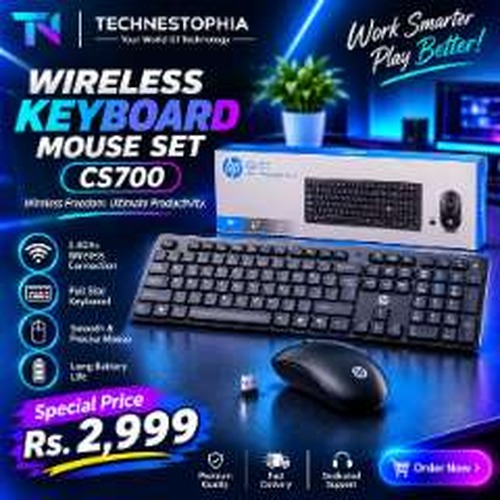 TN
TECHNESTOPHIA
Your World Of Technology
Work Smarter
Play Better!
WIRELESS
KEYBOARD
MOUSE SET
CS700
Wireless Freedom. Ultimate Productivity.
hp
2.4GHz
Wireless
Connection
Full Size
Keyboard
Smooth &
Precise Mouse
Long Battery
Life
Special Price
Rs. 2,999
Premium
Quality
Fast
Delivery
Dedicated
Support
Order Now >